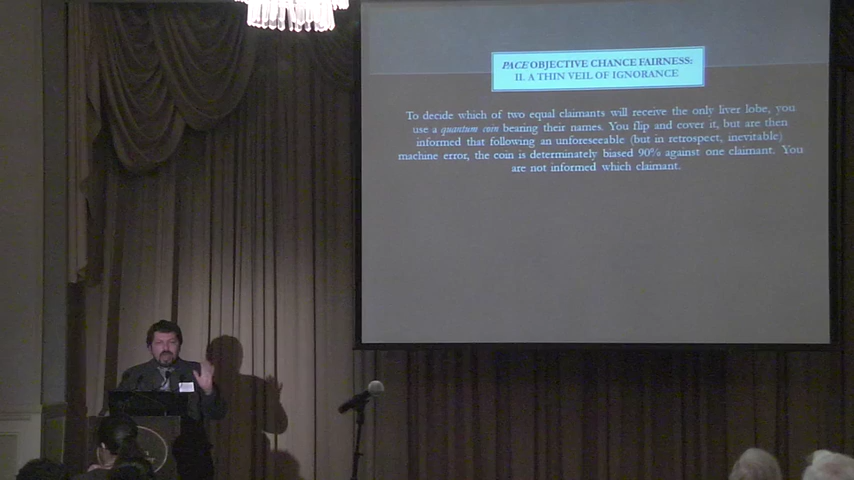 PACE OBJECTIVE CHANCE FAIRNESS:
II. A THIN VEIL OF IGNORANCE
To decide which of two equal claimants will receive the only liver lobe, you
use a quantum coin bearing their names. You flip and cover it, but are then
informed that following an unforeseeable (but in retrospect, inevitable)
machine error, the coin is determinately biased 90% against one claimant. You
are not informed which claimant.